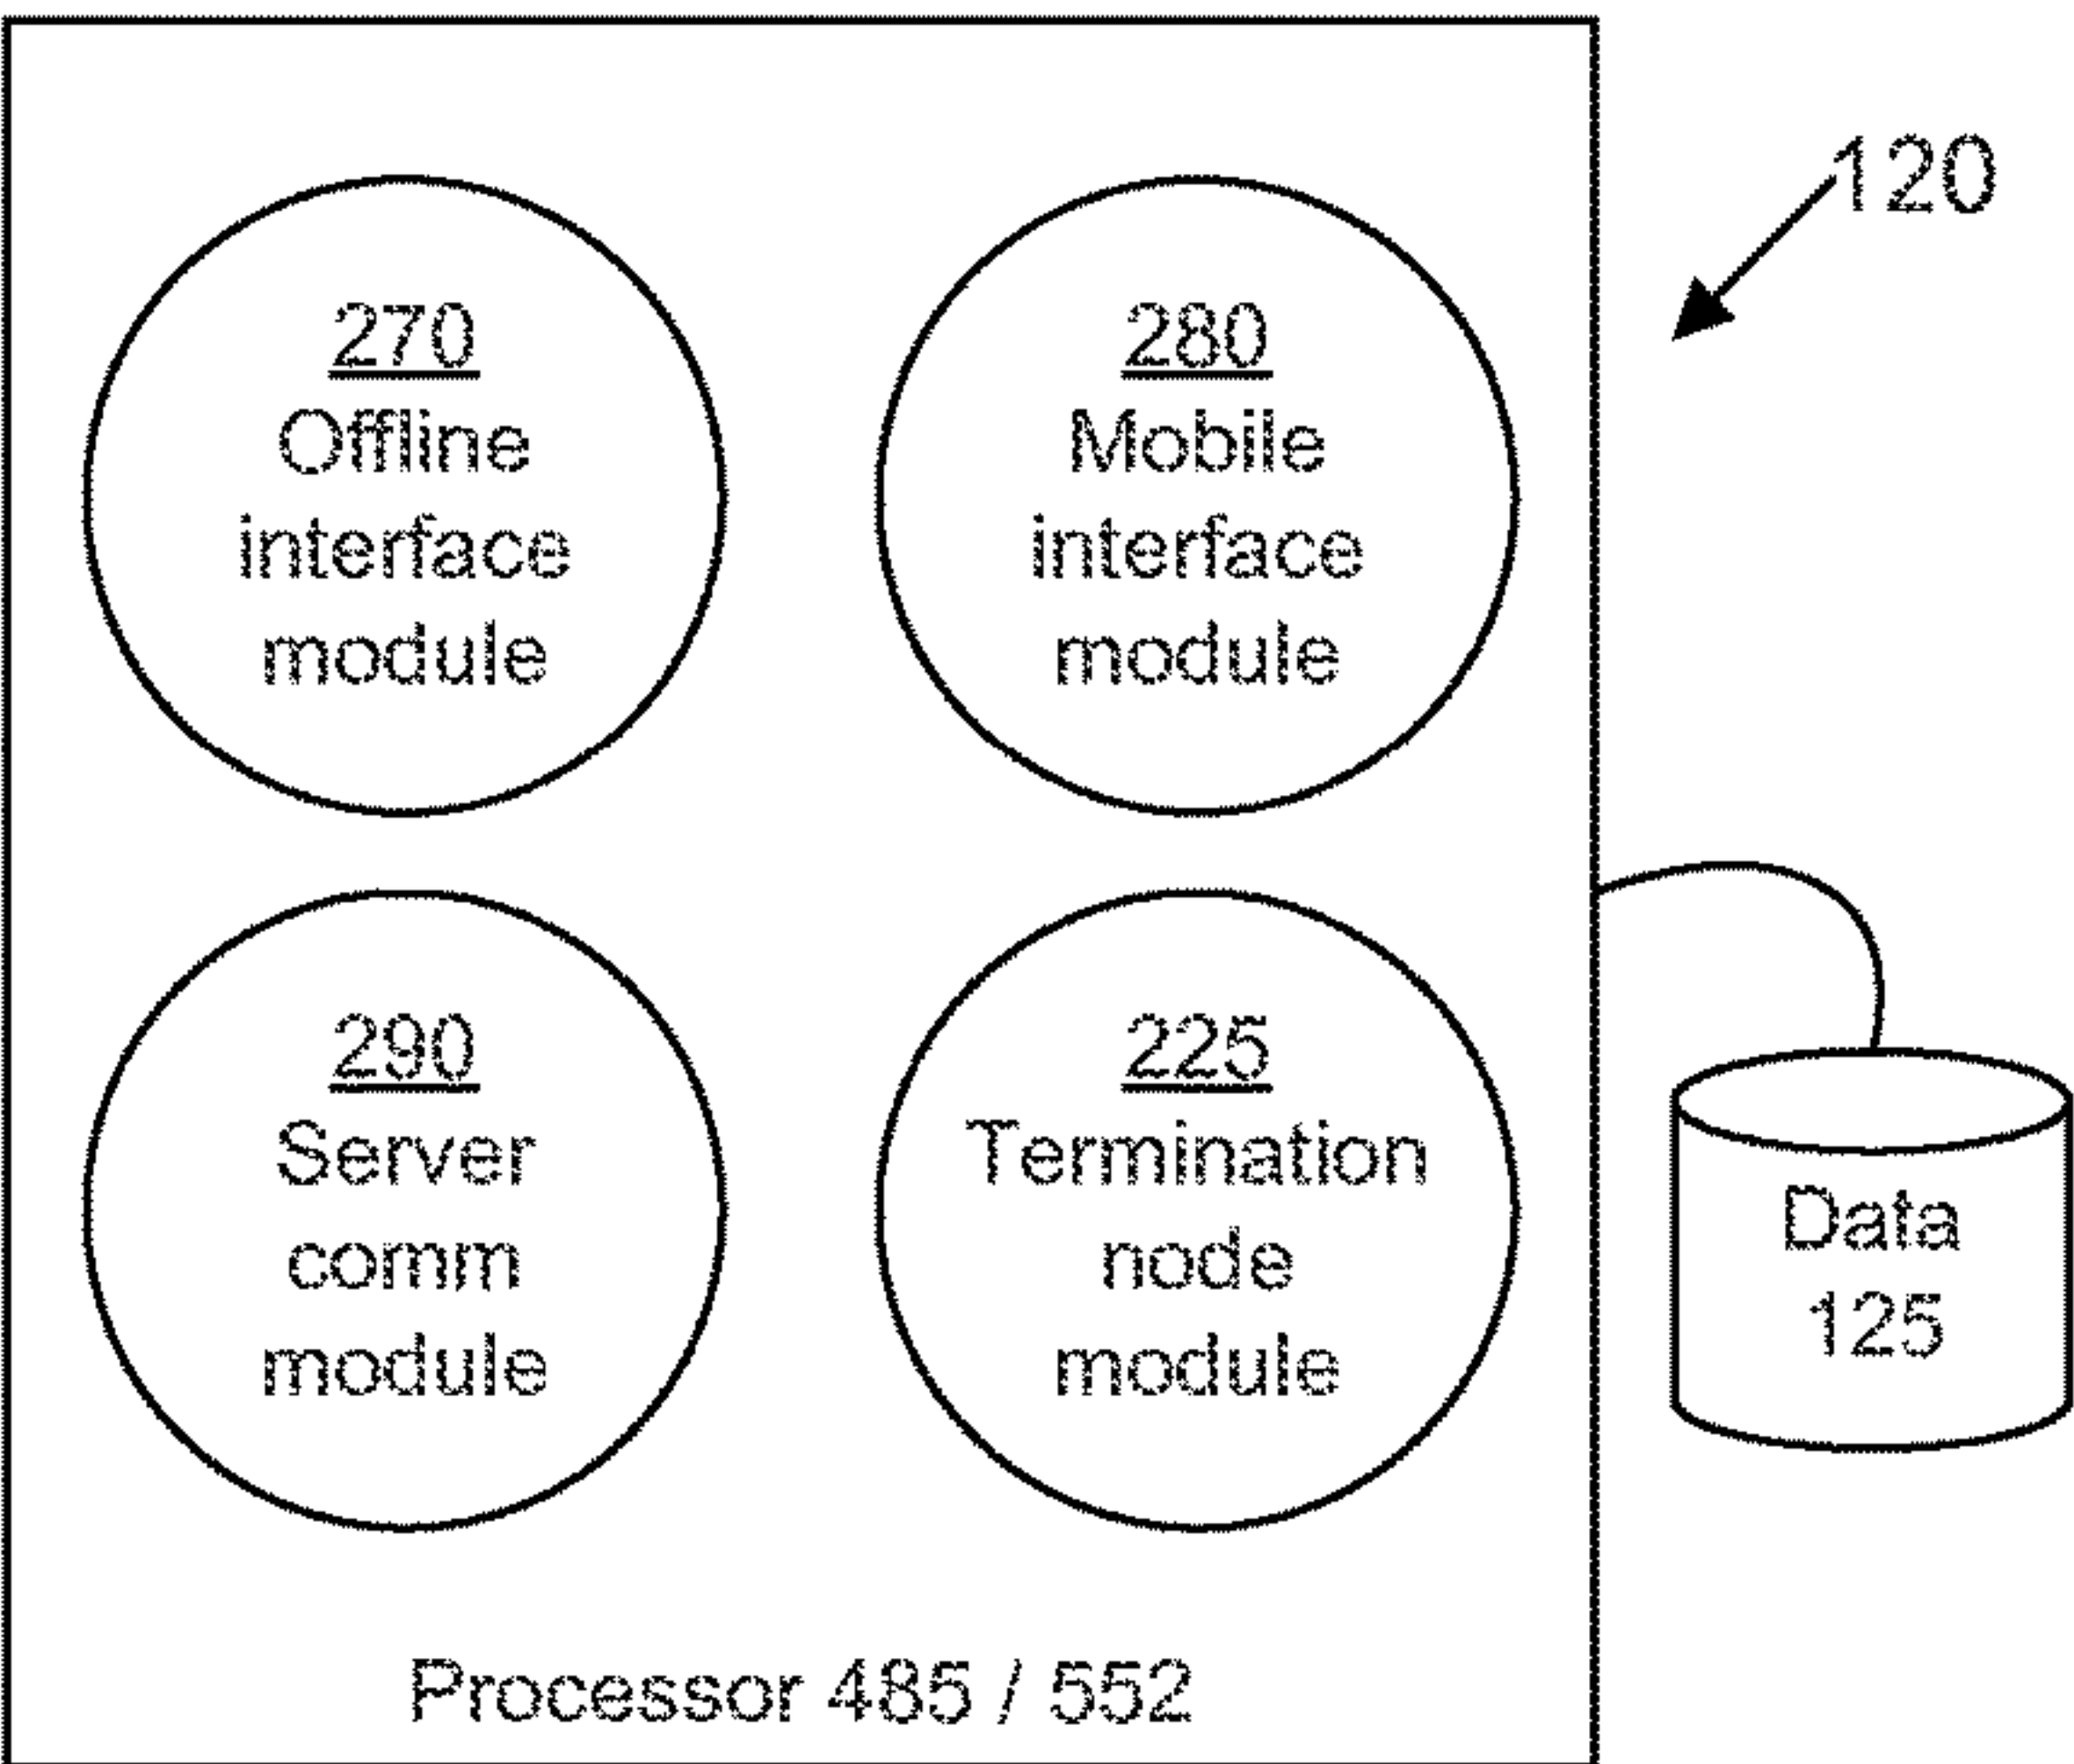 120
270
Offline
interface
module
280
Mobile
interface
module
290
Server
comm
module
225
Termination
node
module
Data
125
Processor 485 / 552